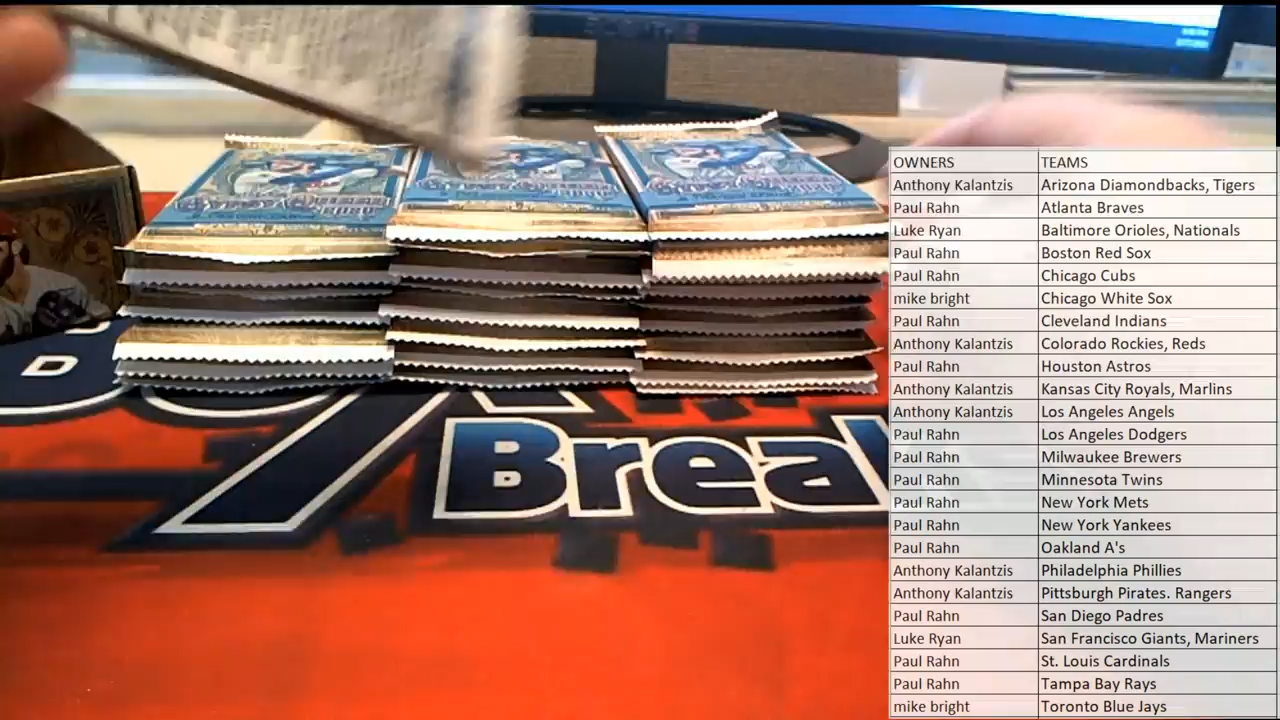 OWNERS TEAMS
Anthony Kalantzis Arizona Diamondbacks, Tigers
Paul Rahn Atlanta Braves
Luke Ryan Baltimore Orioles, Nationals
Paul Rahn Boston Red Sox
Paul Rahn Chicago Cubs
mike bright Chicago White Sox
Paul Rahn Cleveland Indians
Anthony Kalantzis Colorado Rockies, Reds
Paul Rahn Houston Astros
Anthony Kalantzis Kansas City Royals, Marlins
Anthony Kalantzis Los Angeles Angels
Paul Rahn Los Angeles Dodgers
Paul Rahn Milwaukee Brewers
Paul Rahn Minnesota Twins
Paul Rahn New York Mets
Paul Rahn New York Yankees
Paul Rahn Oakland A's
Anthony Kalantzis Philadelphia Phillies
Anthony Kalantzis Pittsburgh Pirates. Rangers
Paul Rahn San Diego Padres
Luke Ryan San Francisco Giants, Mariners
Paul Rahn St. Louis Cardinals
Paul Rahn Tampa Bay Rays
mike bright Toronto Blue Jays
D
Brea